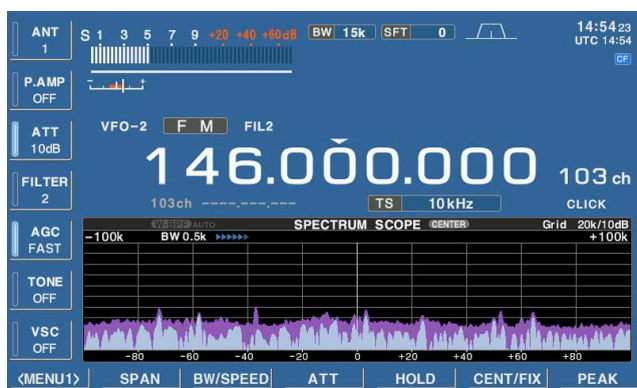 ANT
1
S 1 3 5 7 9 +20 +40 +60dB
BW 15k SFT 0
14:54 23
UTC 14:54
CF
P.AMP
OFF
ATT
10dB
VFO-2 FM FIL2
146.000.000 103 ch
FILTER
2
103ch ----.---.---
TS 10kHz
CLICK
AGC
FAST
W-BPF AUTO SPECTRUM SCOPE CENTER Grid 20k/10dB
-100k BW 0.5k +100k
TONE
OFF
VSC
OFF
-80 -60 -40 -20 0 +20 +40 +60 +80
<MENU1> SPAN BW/SPEED ATT HOLD CENT/FIX PEAK